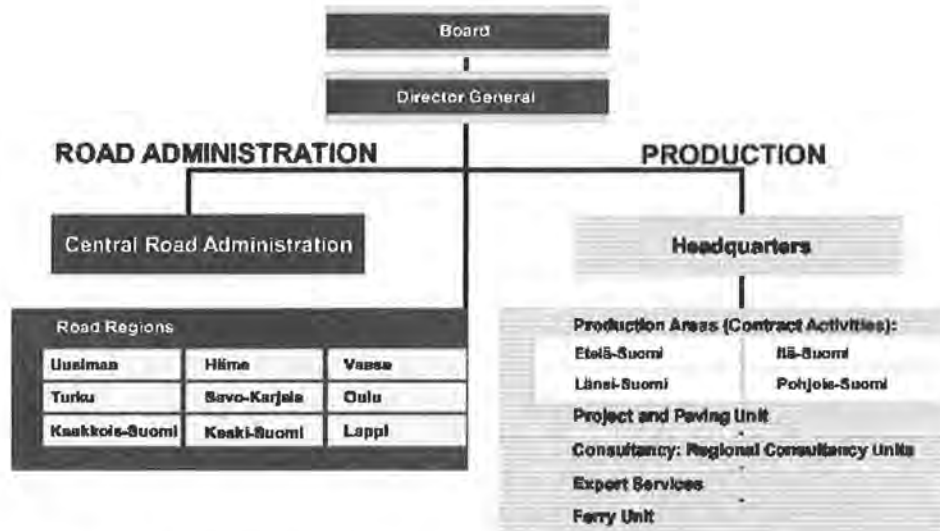 Board
Director General
ROAD ADMINISTRATION
PRODUCTION
Central Road Administration
Headquarters
Road Regions
Uusimaa Häme Vaasa
Turku Savo-Karjala Oulu
Kaakkois-Suomi Keski-Suomi Lappi
Production Areas (Contract Activities):
Etelä-Suomi Itä-Suomi
Länsi-Suomi Pohjois-Suomi
Project and Paving Unit
Consultancy: Regional Consultancy Units
Expert Services
Ferry Unit